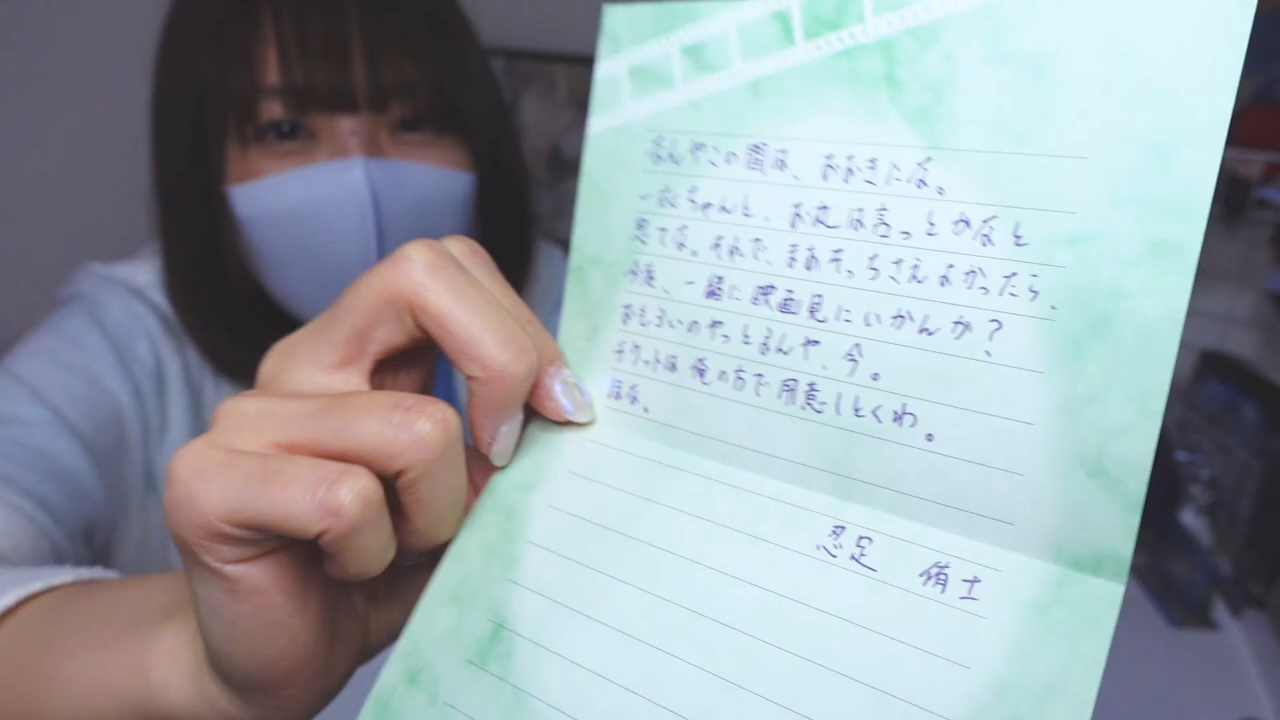 なんやこの間は、おおきにな。
一応ちゃんと、お礼は言っとかなと
思てな。それで、まあそっちさえよかったら、
今度、一緒に映画見にいかんか？
おもろいのやっとるんや、今。
チケットは俺の方で用意しとくわ。
ほな。
忍足 侑士